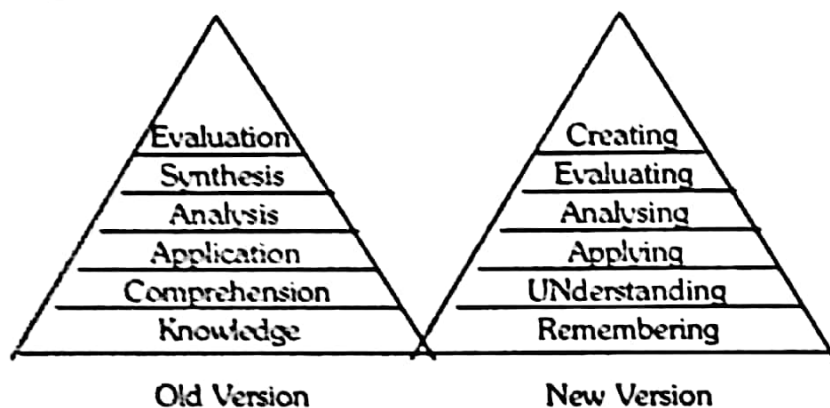 Evaluation
Synthesis
Analysis
Application
Comprehension
Knowledge
Old Version
Creating
Evaluating
Analysing
Applying
UNderstanding
Remembering
New Version